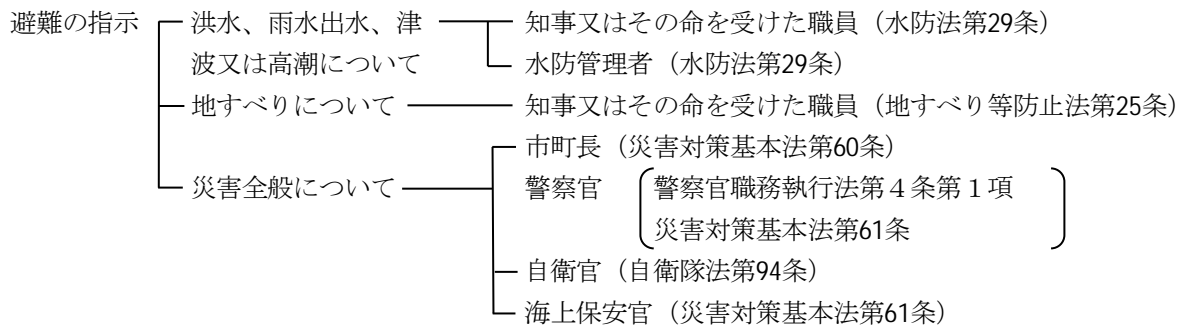 避難の指示 洪水、雨水出水、津 知事又はその命を受けた職員（水防法第29条）
波又は高潮について 水防管理者（水防法第29条）
地すべりについて 知事又はその命を受けた職員（地すべり等防止法第25条）
市町長（災害対策基本法第60条）
災害全般について 警察官 警察官職務執行法第４条第１項
災害対策基本法第61条
自衛官（自衛隊法第94条）
海上保安官（災害対策基本法第61条）